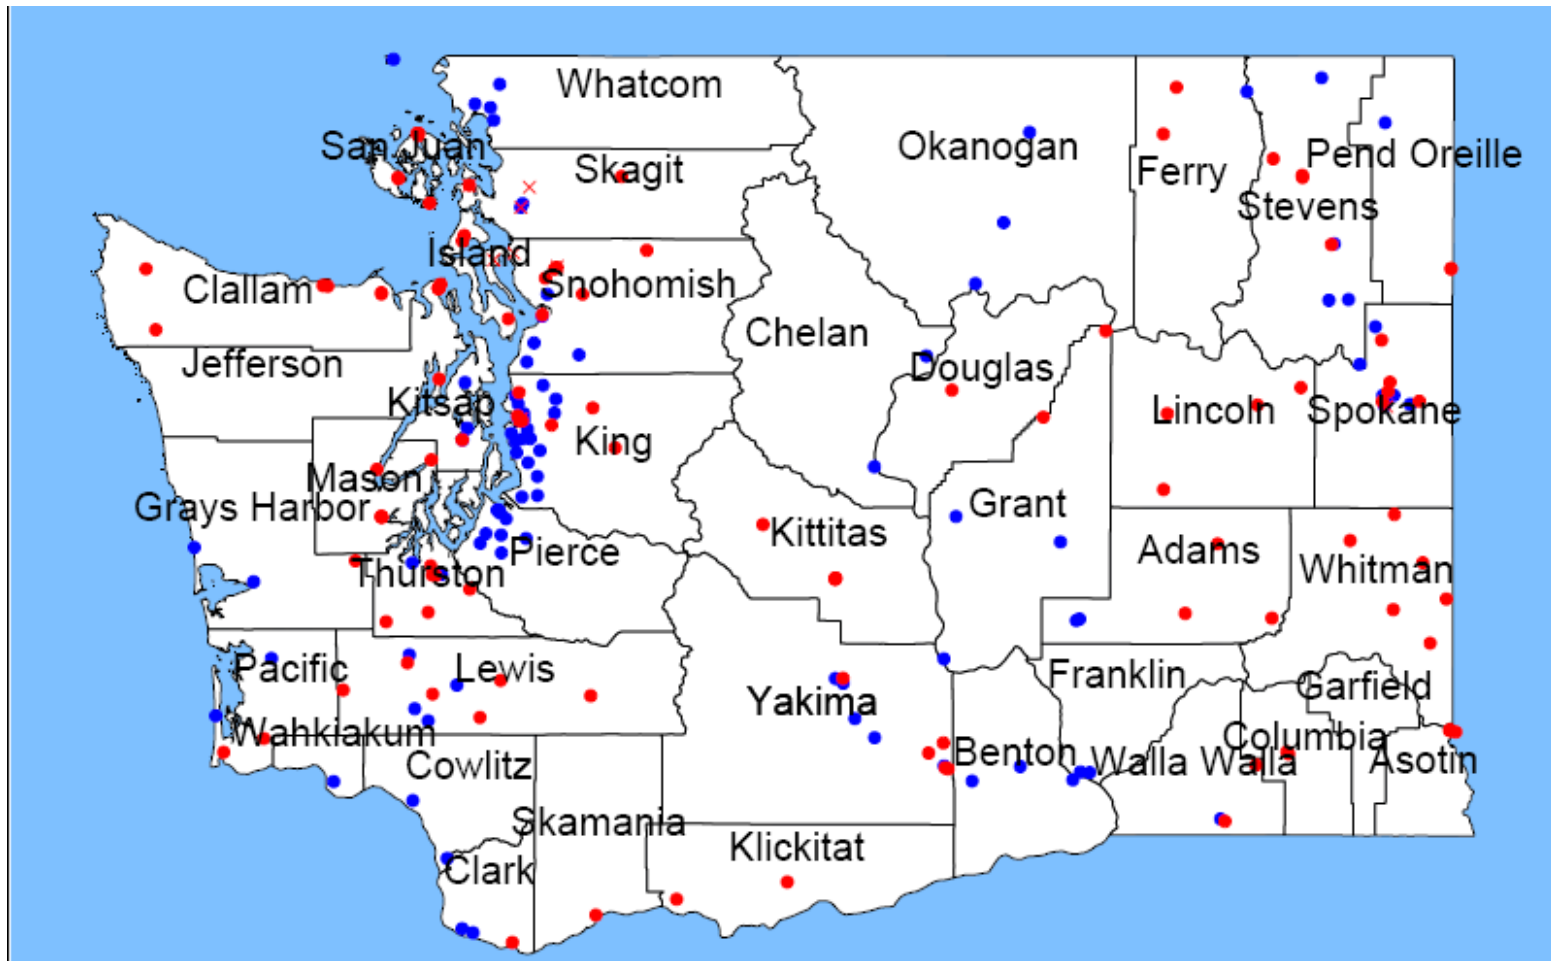 Whatcom
San Juan
Skagit
Okanogan
Ferry
Pend Oreille
Stevens
Island
Clallam
Snohomish
Chelan
Jefferson
Douglas
Kitsap
King
Lincoln
Spokane
Mason
Grays Harbor
Grant
Kittitas
Pierce
Adams
Thurston
Whitman
Pacific
Lewis
Franklin
Garfield
Yakima
Wahkiakum
Benton
Columbia
Walla Walla
Asotin
Cowlitz
Skamania
Klickitat
Clark